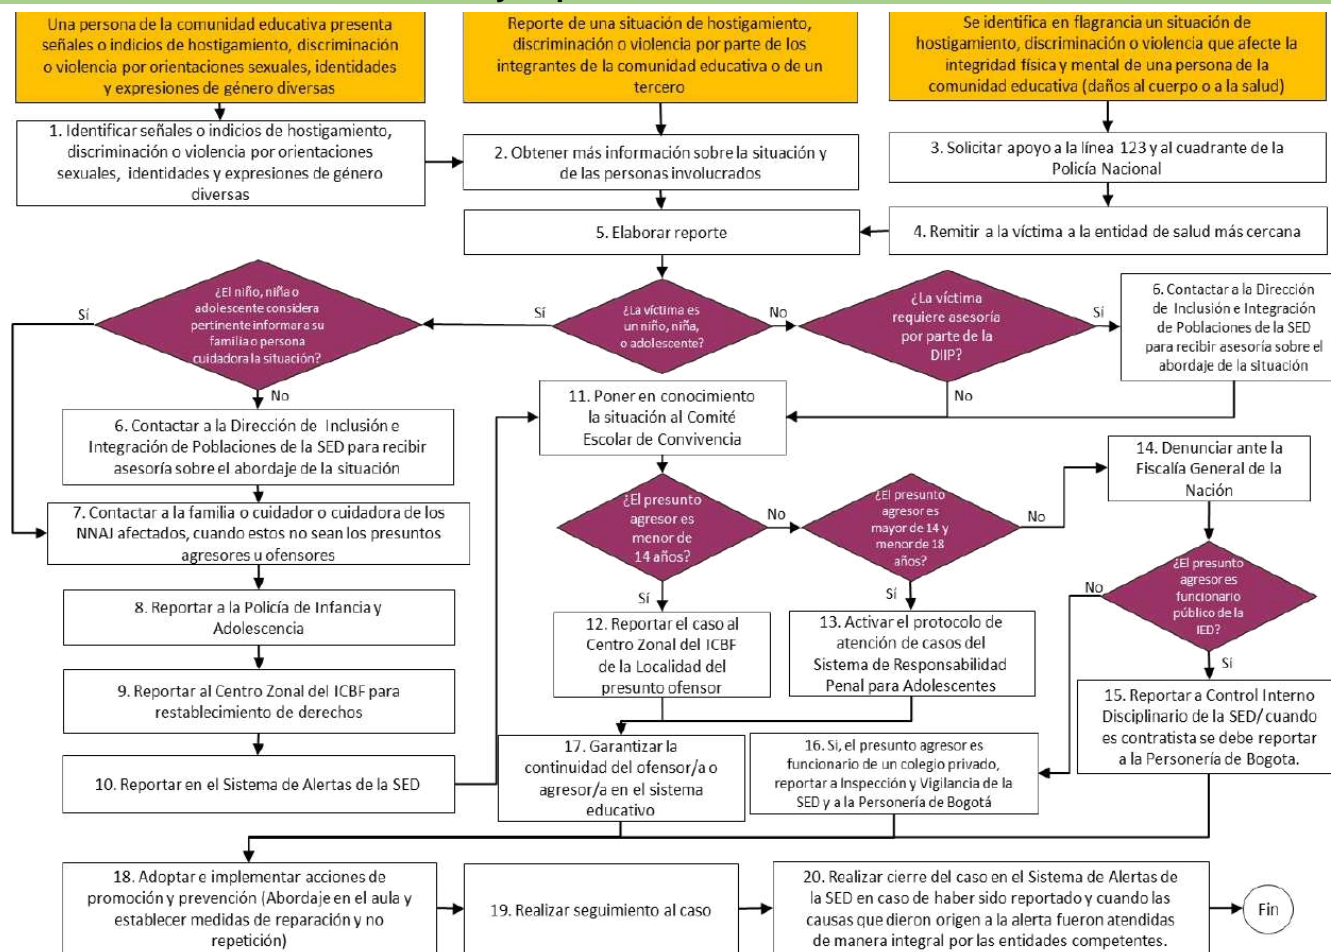 Una persona de la comunidad educativa presenta
señales o indicios de hostigamiento, discriminación
o violencia por orientaciones sexuales, identidades
y expresiones de género diversas
Reporte de una situación de hostigamiento,
discriminación o violencia por parte de los
integrantes de la comunidad educativa o de un
tercero
Se identifica en flagrancia un situación de
hostigamiento, discriminación o violencia que afecte la
integridad física y mental de una persona de la
comunidad educativa (daños al cuerpo o a la salud)
1. Identificar señales o indicios de hostigamiento,
discriminación o violencia por orientaciones
sexuales, identidades y expresiones de género
diversas
2. Obtener más información sobre la situación y
de las personas involucrados
3. Solicitar apoyo a la línea 123 y al cuadrante de la
Policía Nacional
5. Elaborar reporte
4. Remitir a la víctima a la entidad de salud más cercana
¿El niño, niña o
adolescente considera
pertinente informar a su
familia o persona
cuidadora la situación?
Sí
Sí
¿La víctima es
un niño, niña,
o adolescente?
No
¿La víctima
requiere asesoría
por parte de la
DIIP?
Sí
6. Contactar a la Dirección
de Inclusión e Integración
de Poblaciones de la SED
para recibir asesoría sobre el
abordaje de la situación
No
No
6. Contactar a la Dirección de Inclusión e
Integración de Poblaciones de la SED para recibir
asesoría sobre el abordaje de la situación
11. Poner en conocimiento
la situación al Comité
Escolar de Convivencia
7. Contactar a la familia o cuidador o cuidadora de los
NNAJ afectados, cuando estos no sean los presuntos
agresores u ofensores
¿El presunto
agresor es
menor de
14 años?
No
¿El presunto
agresor es
mayor de 14 y
menor de 18
años?
No
14. Denunciar ante la
Fiscalía General de la
Nación
8. Reportar a la Policía de Infancia y
Adolescencia
Sí
Sí
No
¿El presunto
agresor es
funcionario
público de la
IED?
Sí
12. Reportar el caso al
Centro Zonal del ICBF
de la Localidad del
presunto ofensor
13. Activar el protocolo de
atención de casos del
Sistema de Responsabilidad
Penal para Adolescentes
9. Reportar al Centro Zonal del ICBF para
restablecimiento de derechos
15. Reportar a Control Interno
Disciplinario de la SED/ cuando
es contratista se debe reportar
a la Personería de Bogota.
10. Reportar en el Sistema de Alertas de la SED
17. Garantizar la
continuidad del ofensor/a o
agresor/a en el sistema
educativo
16. Si, el presunto agresor es
funcionario de un colegio privado,
reportar a Inspección y Vigilancia de la
SED y a la Personería de Bogotá
18. Adoptar e implementar acciones de
promoción y prevención (Abordaje en el aula y
establecer medidas de reparación y no
repetición)
19. Realizar seguimiento al caso
20. Realizar cierre del caso en el Sistema de Alertas de
la SED en caso de haber sido reportado y cuando las
causas que dieron origen a la alerta fueron atendidas
de manera integral por las entidades competentes.
Fin